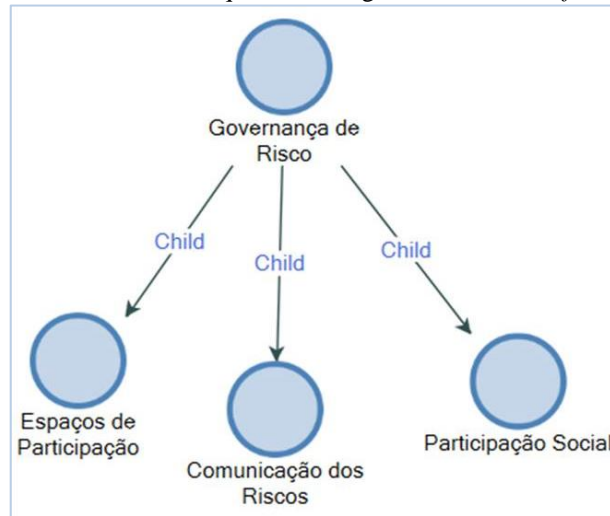 Governança de
Risco
Child
Child
Child
Espaços de
Participação
Comunicação dos
Riscos
Participação Social